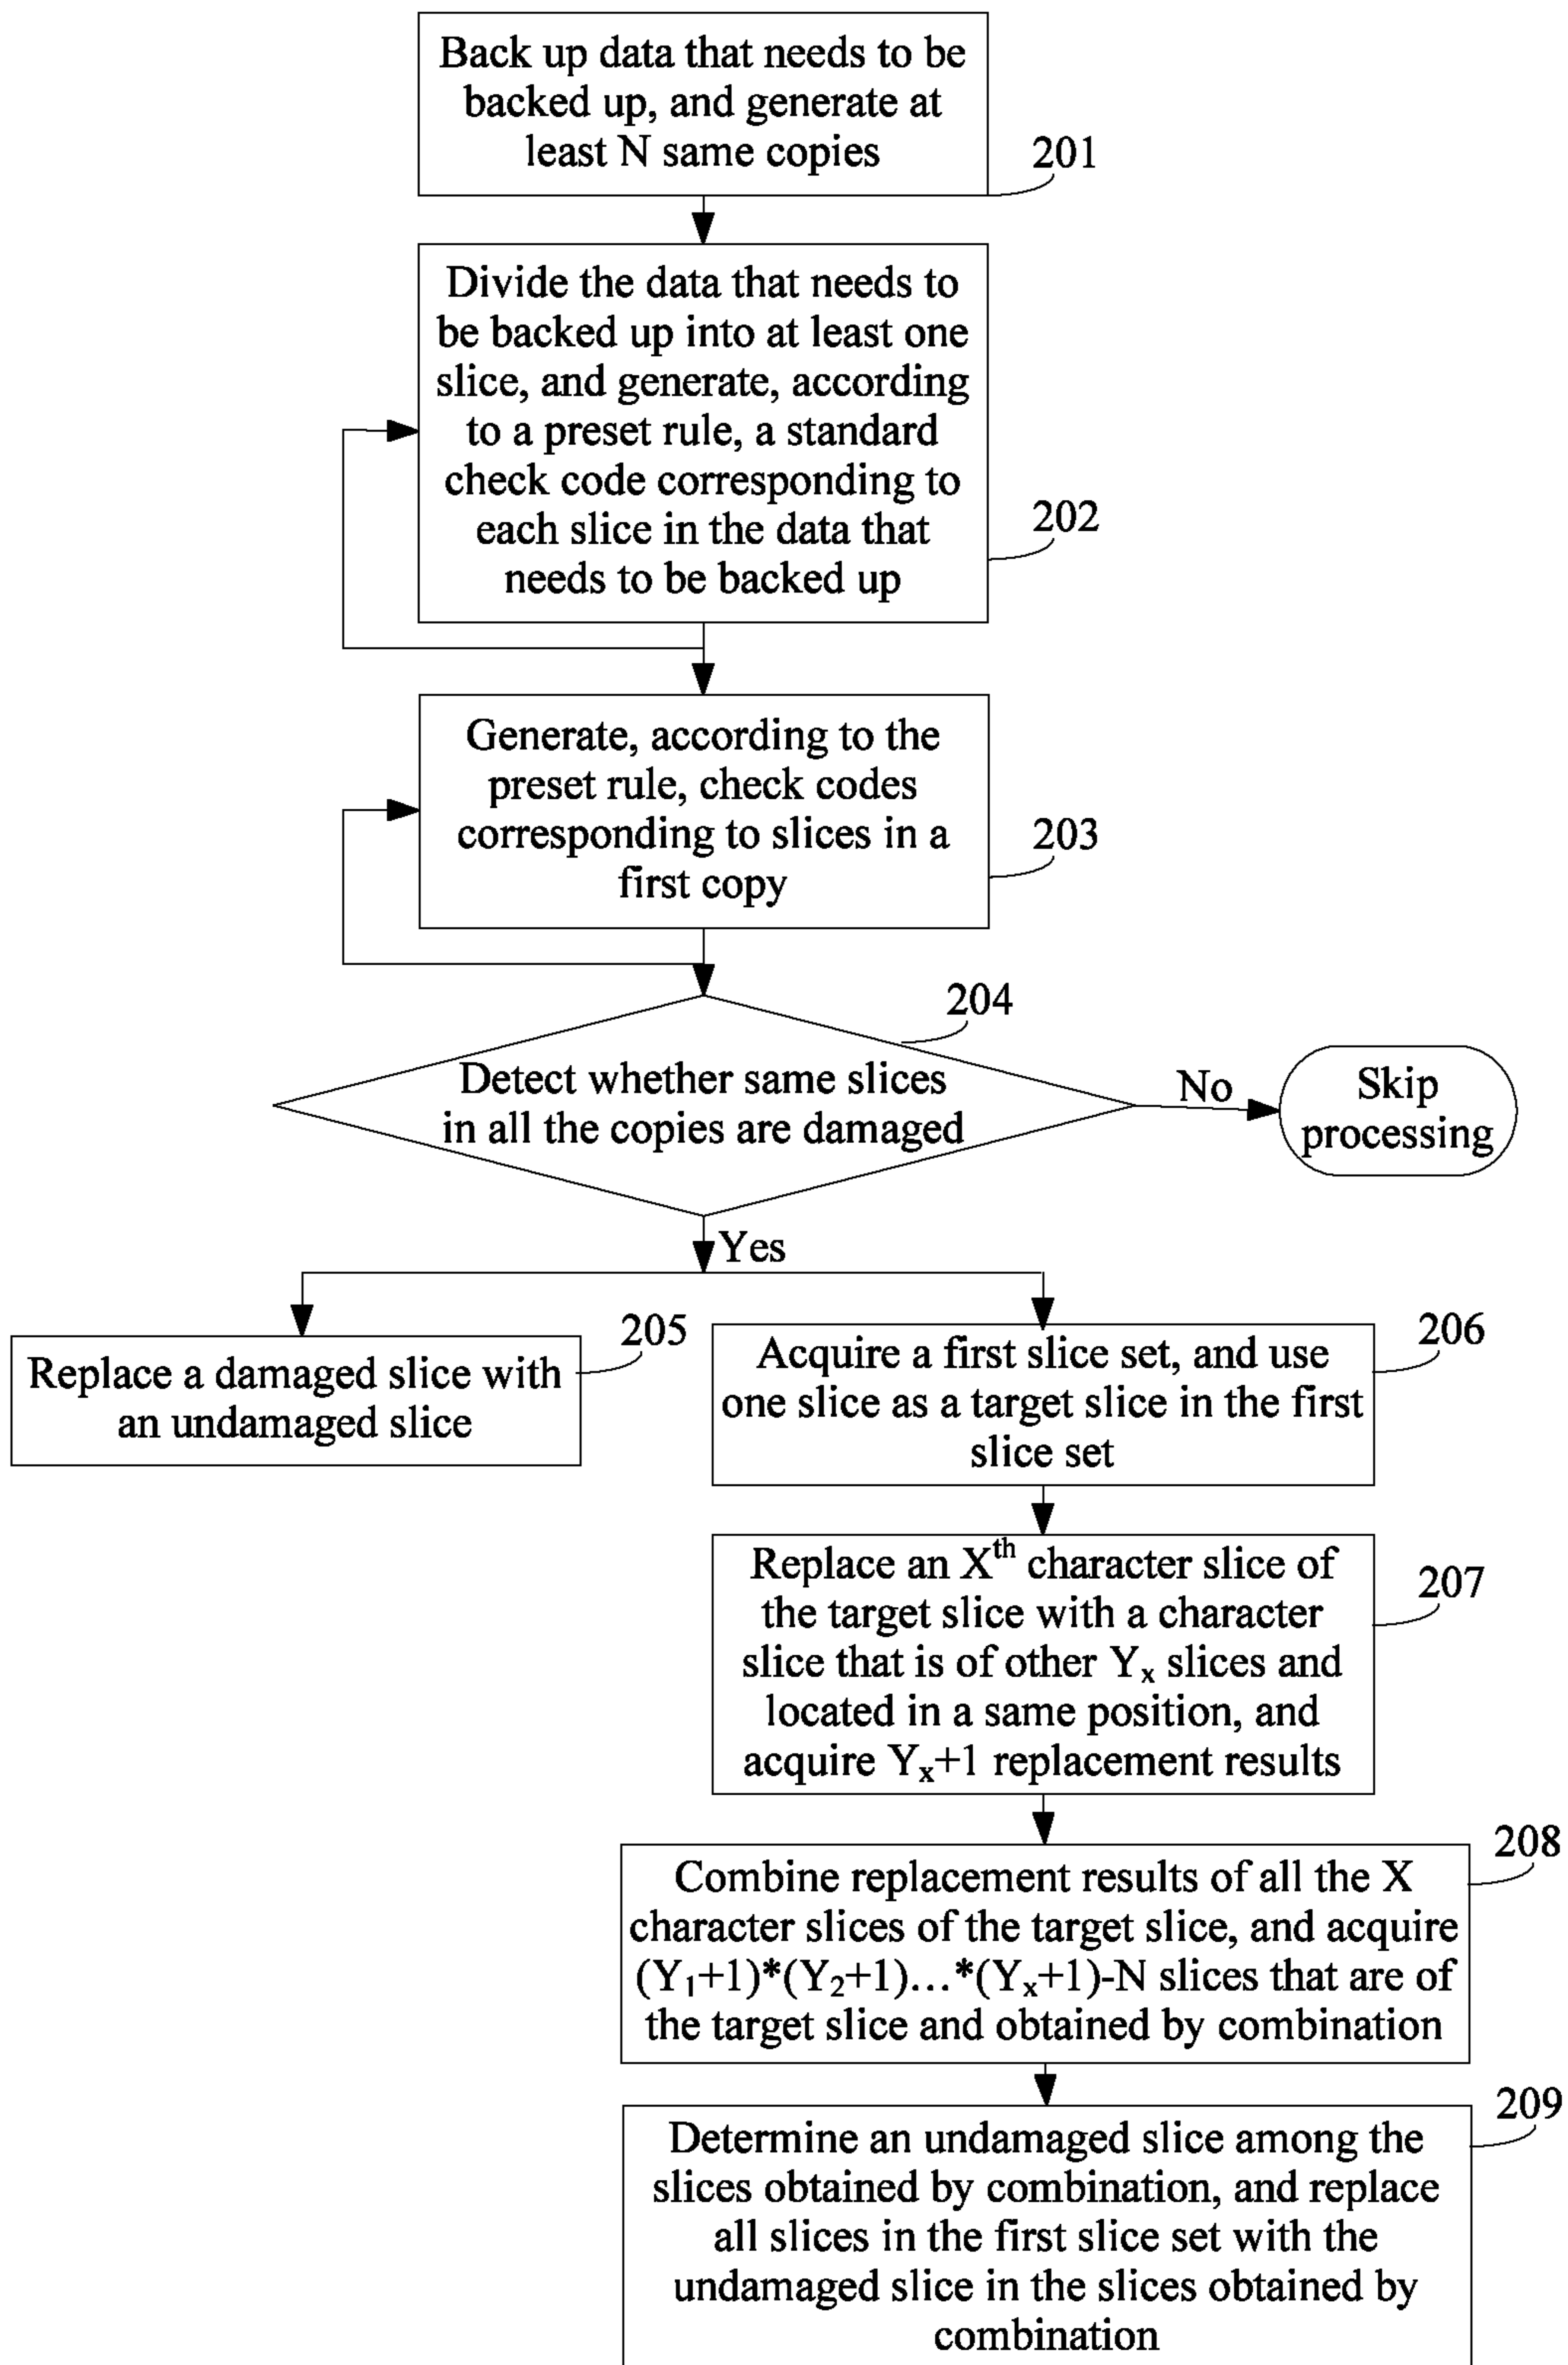 Back up data that needs to be
backed up, and generate at
least N same copies
201
Divide the data that needs to
be backed up into at least one
slice, and generate, according
to a preset rule, a standard
check code corresponding to
each slice in the data that
needs to be backed up
202
Generate, according to the
preset rule, check codes
corresponding to slices in a
first copy
203
204
Detect whether same slices
in all the copies are damaged
No
Skip
processing
Yes
205
Replace a damaged slice with
an undamaged slice
206
Acquire a first slice set, and use
one slice as a target slice in the first
slice set
Replace an Xth character slice of
the target slice with a character
slice that is of other Yx slices and
located in a same position, and
acquire Yx+1 replacement results
207
208
Combine replacement results of all the X
character slices of the target slice, and acquire
(Y1+1)*(Y2+1)...*(Yx+1)-N slices that are of
the target slice and obtained by combination
209
Determine an undamaged slice among the
slices obtained by combination, and replace
all slices in the first slice set with the
undamaged slice in the slices obtained by
combination